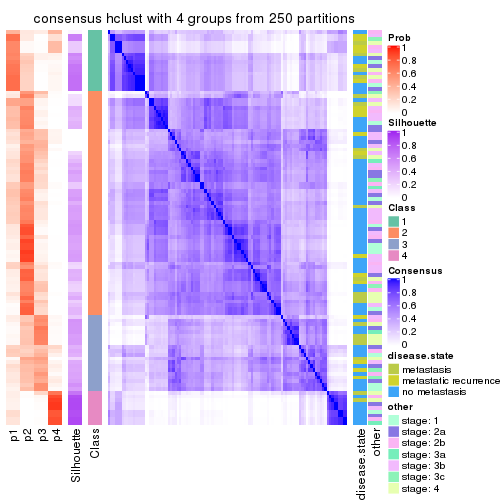 consensus hclust with 4 groups from 250 partitions
Prob
1
0.8
0.6
0.4
0.2
0
Silhouette
1
0.8
0.6
0.4
0.2
0
Class
1
2
3
4
Consensus
1
0.8
0.6
0.4
0.2
0
disease.state
metastasis
metastatic recurrence
no metastasis
other
stage: 1
stage: 2a
stage: 2b
stage: 3a
stage: 3b
stage: 3c
stage: 4
p1
p2
p3
p4
Silhouette
Class
disease.state
other